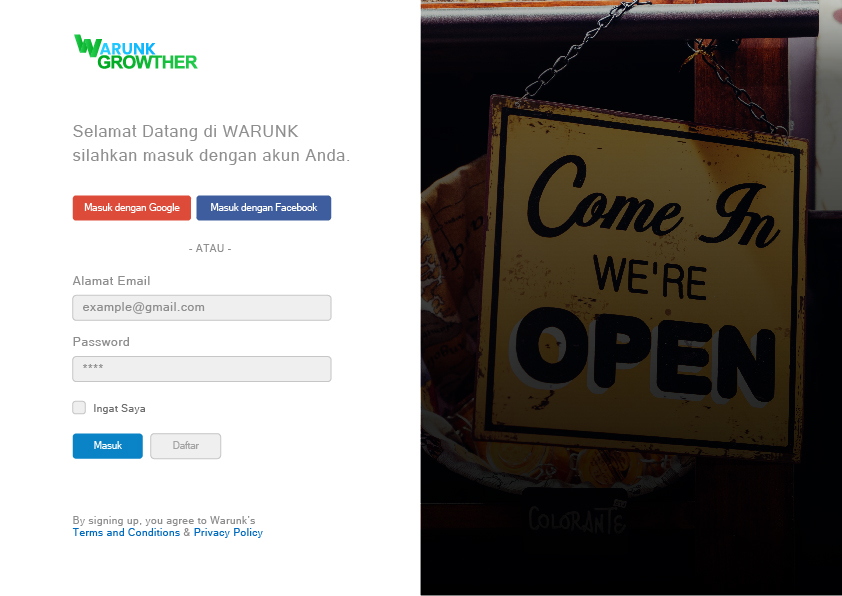 WARUNK
GROWTHER
Selamat Datang di WARUNK
silahkan masuk dengan akun Anda.
Masuk dengan Google
Masuk dengan Facebook
- ATAU -
Alamat Email
example@gmail.com
Password
****
Ingat Saya
Masuk
Daftar
By signing up, you agree to Warunk's
Terms and Conditions & Privacy Policy
Come In
WE'RE
OPEN
COLORANTE